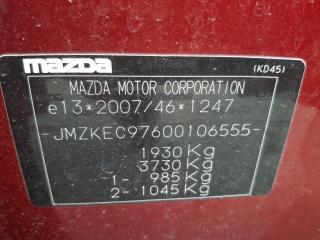 mazda
(KD45)
MAZDA MOTOR CORPORATION
e13*2007/46*1247
-JMZKEC97600106555-
1930 Kg
3730 Kg
1- 985 Kg
2- 1045 Kg